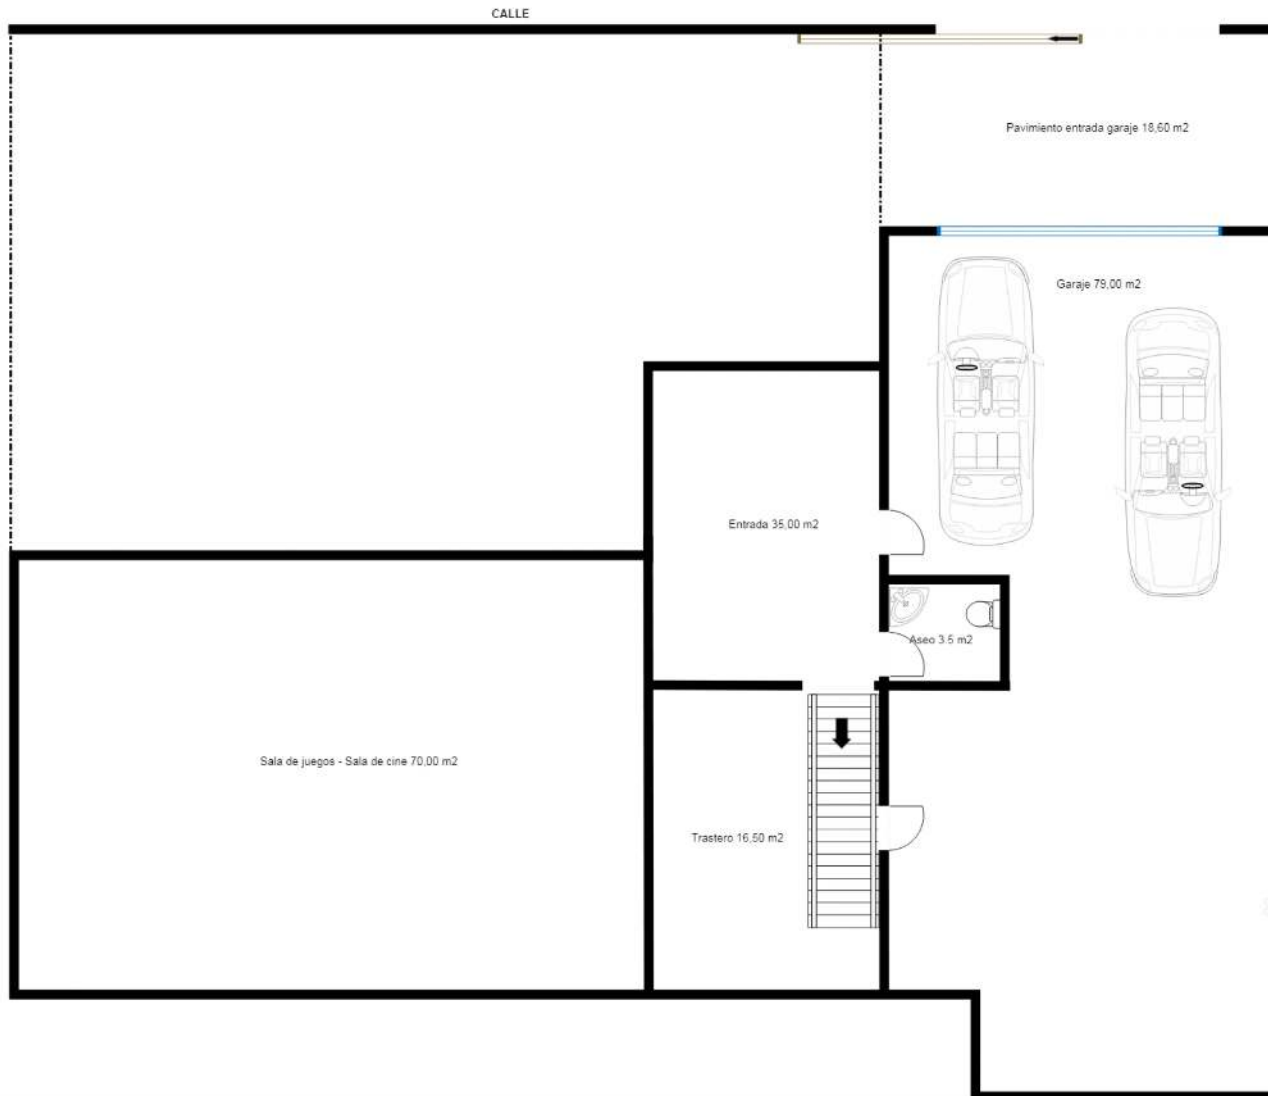 CALLE
Pavimiento entrada garaje 18,60 m2
Garaje 79,00 m2
Entrada 35,00 m2
Aseo 3.5 m2
Sala de juegos - Sala de cine 70,00 m2
Trastero 16,50 m2